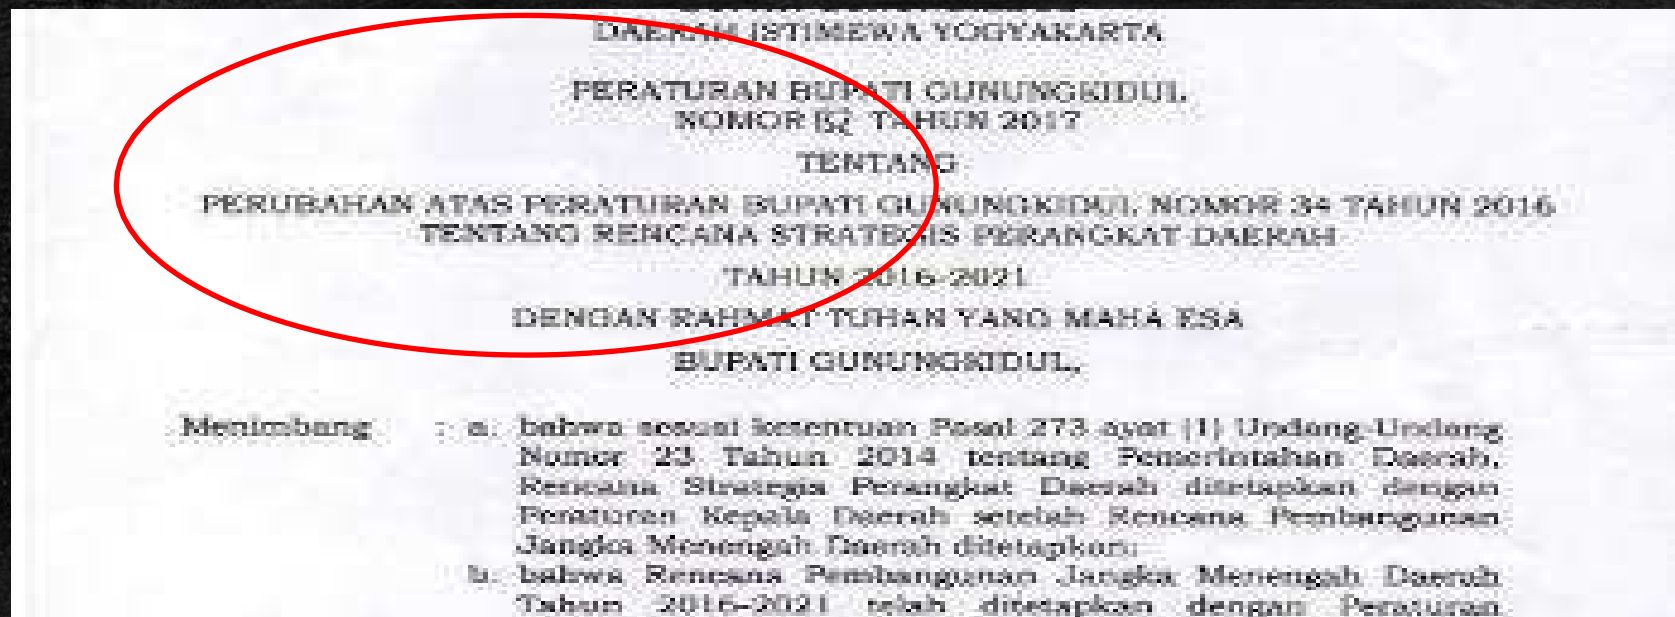 DAERAH ISTIMEWA YOGYAKARTA
PERATURAN BUPATI GUNUNGKIDUL
NOMOR 52 TAHUN 2017
TENTANG
PERUBAHAN ATAS PERATURAN BUPATI GUNUNGKIDUL NOMOR 34 TAHUN 2016
TENTANG RENCANA STRATEGIS PERANGKAT DAERAH
TAHUN 2016-2021
DENGAN RAHMAT TUHAN YANG MAHA ESA
BUPATI GUNUNGKIDUL,
Menimbang : a. bahwa sesuai ketentuan Pasal 273 ayat (1) Undang-Undang
Nomor 23 Tahun 2014 tentang Pemerintahan Daerah,
Rencana Strategis Perangkat Daerah ditetapkan dengan
Peraturan Kepala Daerah setelah Rencana Pembangunan
Jangka Menengah Daerah ditetapkan;
b. bahwa Rencana Pembangunan Jangka Menengah Daerah
Tahun 2016-2021 telah ditetapkan dengan Peraturan